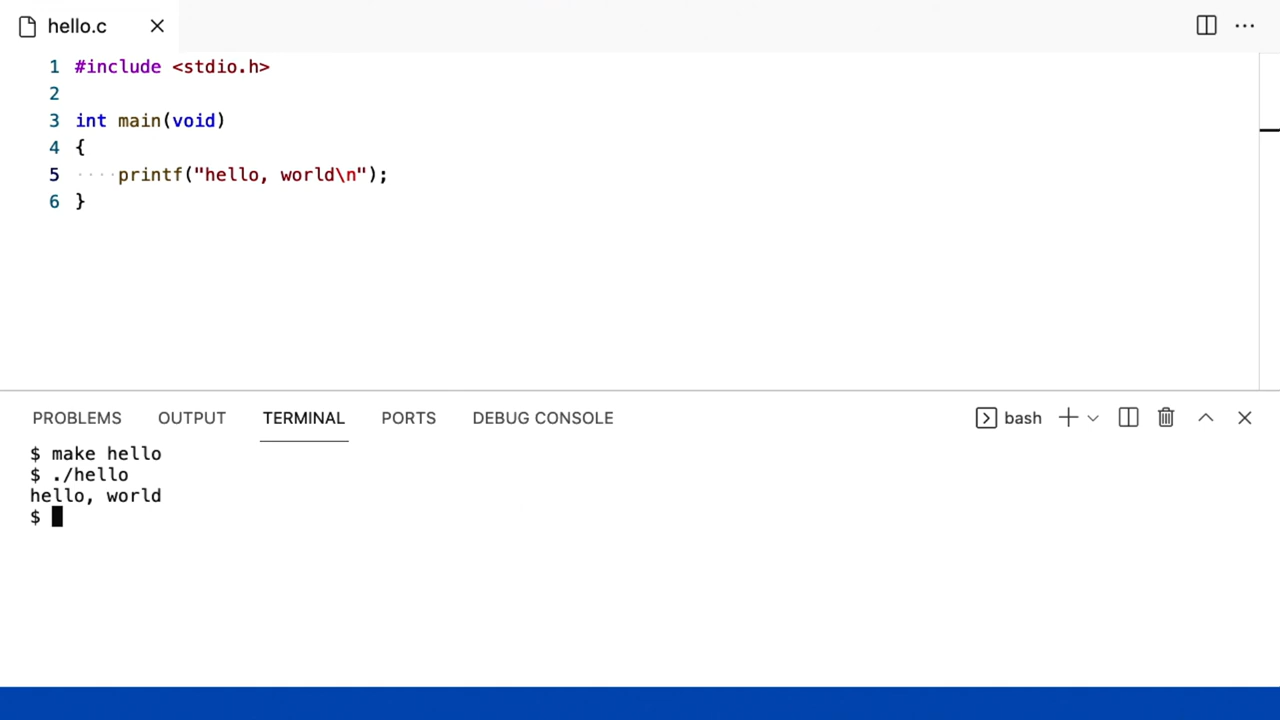 hello.c
1 #include <stdio.h>
2
3 int main(void)
4 {
5     printf("hello, world\n");
6 }
PROBLEMS OUTPUT TERMINAL PORTS DEBUG CONSOLE bash
$ make hello
$ ./hello
hello, world
$